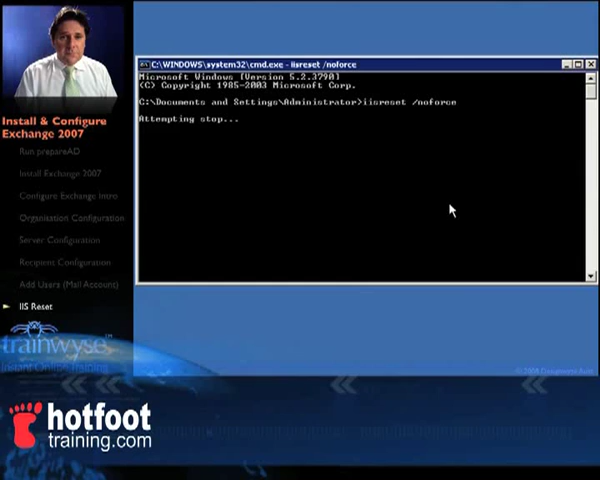 Install & Configure
Exchange 2007
Run prepareAD
Install Exchange 2007
Configure Exchange Intro
Organisation Configuration
Server Configuration
Recipient Configuration
Add Users (Mail Account)
IIS Reset
trainwyse™
Instant Online Training
hotfoot
training.com
C:\WINDOWS\system32\cmd.exe - iisreset /noforce
Microsoft Windows [Version 5.2.3790]
(C) Copyright 1985-2003 Microsoft Corp.
C:\Documents and Settings\Administrator>iisreset /noforce
Attempting stop...